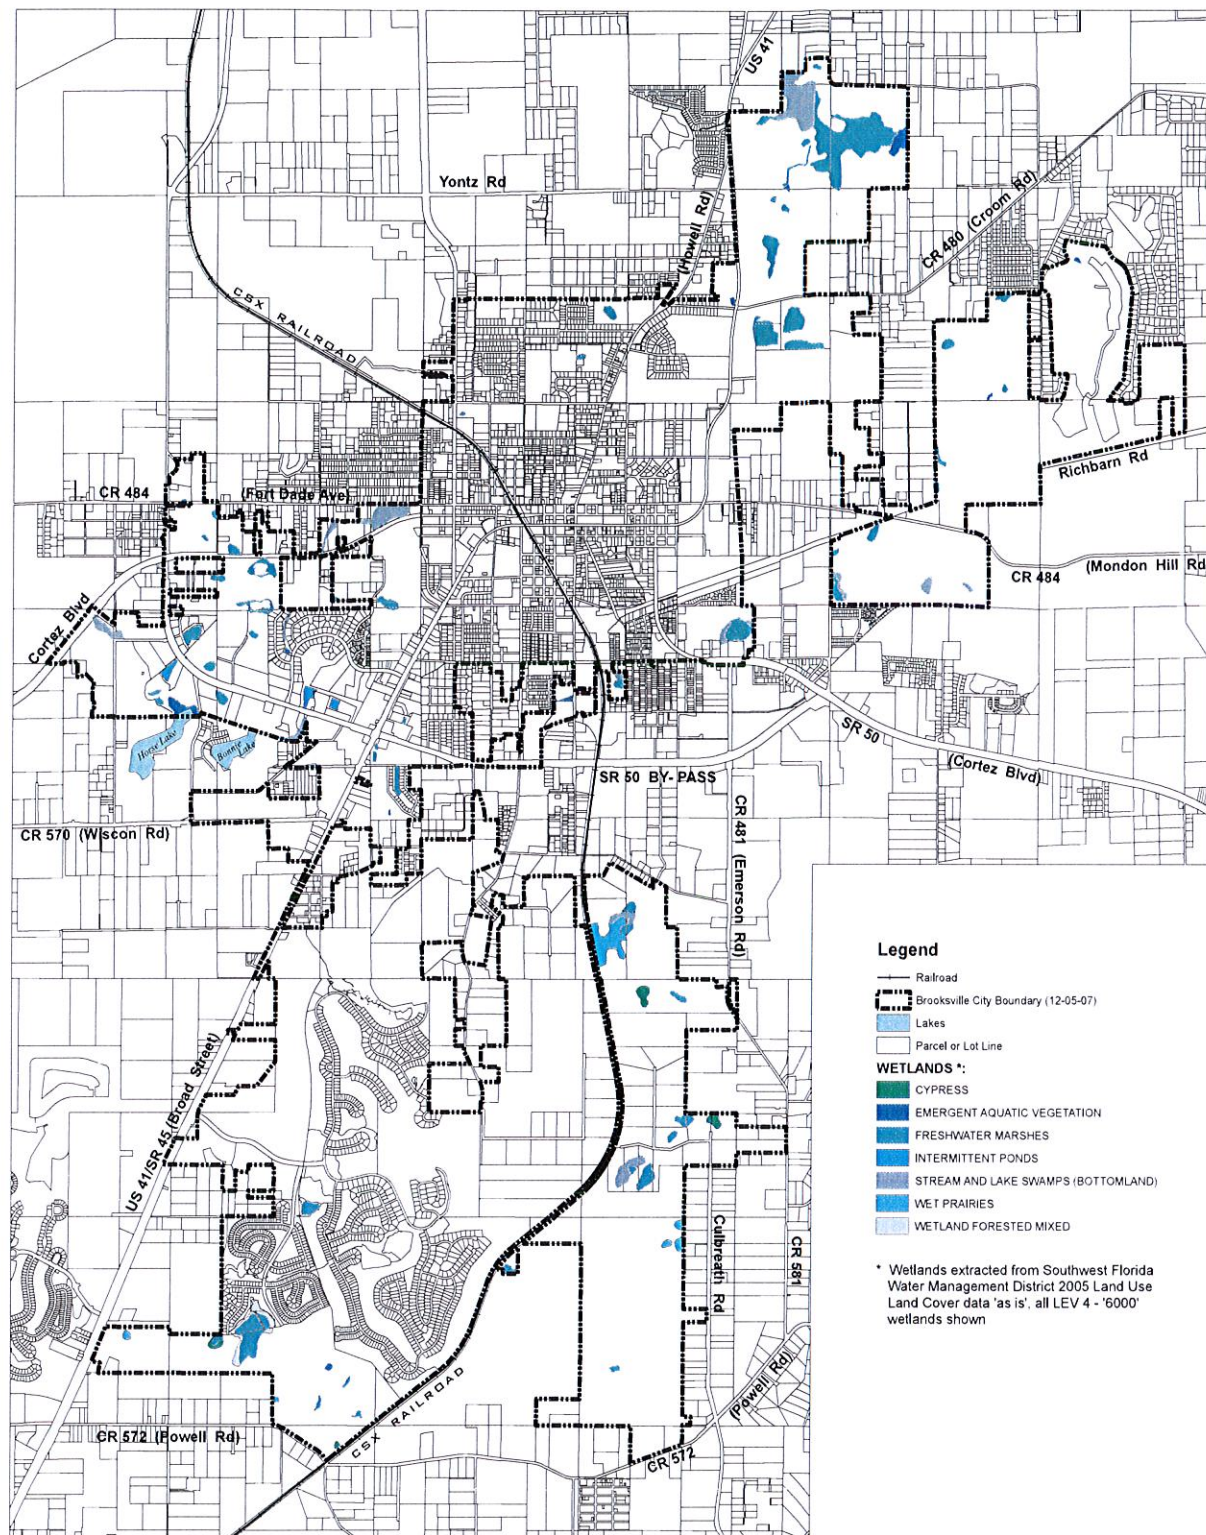 US 41
Yontz Rd
(Howell Rd)
CR 480 (Croom Rd)
CSX RAILROAD
Richbarn Rd
CR 484
(Fort Dade Ave)
CR 484
(Mondon Hill Rd
Cortez Blvd
Horse Lake
Bonnie Lake
SR 50
(Cortez Blvd)
SR 50 BY-PASS
CR 570 (Wiscon Rd)
CR 481 (Emerson Rd)
US 41/SR 45 (Broad Street)
Culbreath Rd
CR 581
(Powell Rd)
CR 572 (Powell Rd)
CSX RAILROAD
CR 572
Legend
Railroad
Brooksville City Boundary (12-05-07)
Lakes
Parcel or Lot Line
WETLANDS *:
CYPRESS
EMERGENT AQUATIC VEGETATION
FRESHWATER MARSHES
INTERMITTENT PONDS
STREAM AND LAKE SWAMPS (BOTTOMLAND)
WET PRAIRIES
WETLAND FORESTED MIXED
* Wetlands extracted from Southwest Florida
Water Management District 2005 Land Use
Land Cover data 'as is', all LEV 4 - '6000'
wetlands shown